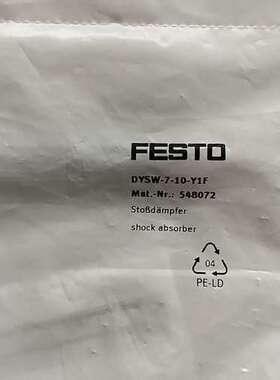 FESTO
DYSW-7-10-Y1F
Mat.-Nr.: 548072
Stoßdämpfer
shock absorber
04
PE-LD